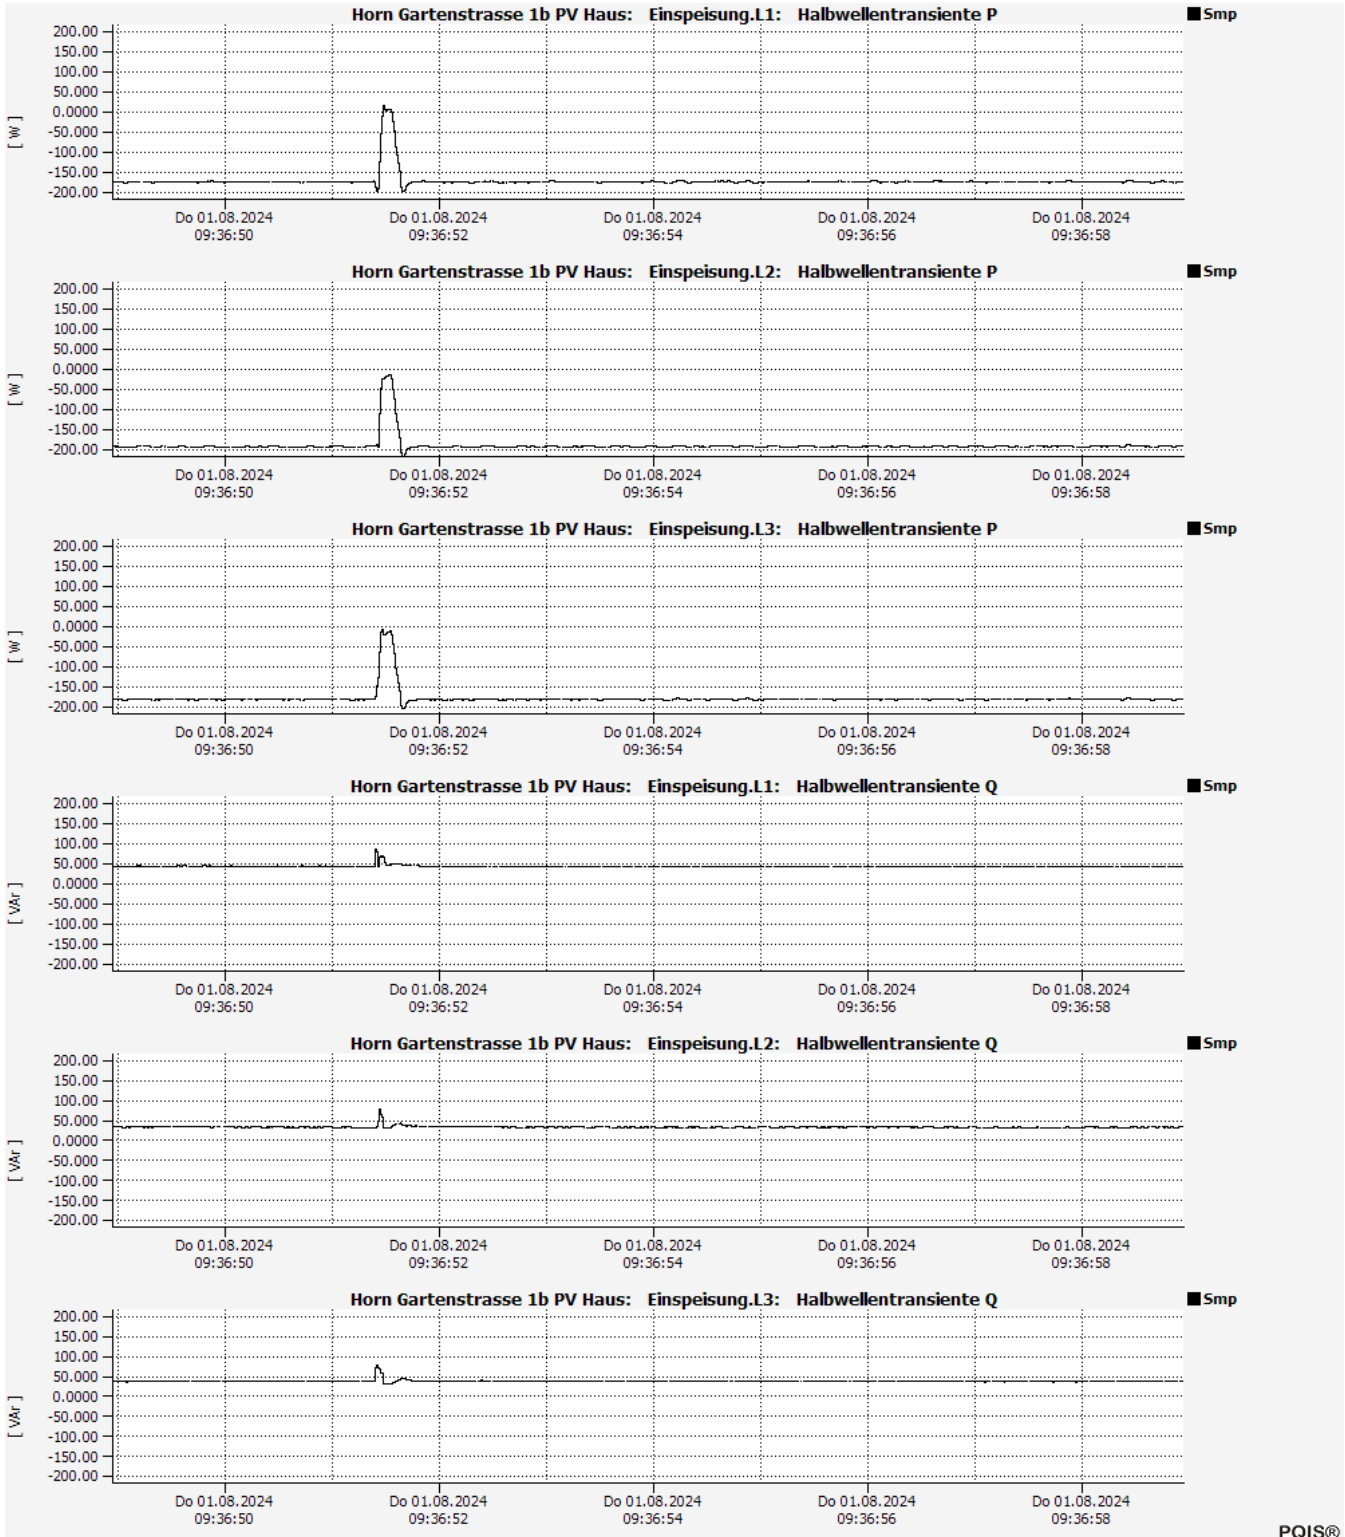 Horn Gartenstrasse 1b PV Haus: Einspeisung.L1: Halbwellentransiente P
Smp
200.00
150.00
100.00
50.000
0.0000
-50.000
-100.00
-150.00
-200.00
[ W ]
Do 01.08.2024 Do 01.08.2024 Do 01.08.2024 Do 01.08.2024 Do 01.08.2024
09:36:50 09:36:52 09:36:54 09:36:56 09:36:58
Horn Gartenstrasse 1b PV Haus: Einspeisung.L2: Halbwellentransiente P
Smp
200.00
150.00
100.00
50.000
0.0000
-50.000
-100.00
-150.00
-200.00
[ W ]
Do 01.08.2024 Do 01.08.2024 Do 01.08.2024 Do 01.08.2024 Do 01.08.2024
09:36:50 09:36:52 09:36:54 09:36:56 09:36:58
Horn Gartenstrasse 1b PV Haus: Einspeisung.L3: Halbwellentransiente P
Smp
200.00
150.00
100.00
50.000
0.0000
-50.000
-100.00
-150.00
-200.00
[ W ]
Do 01.08.2024 Do 01.08.2024 Do 01.08.2024 Do 01.08.2024 Do 01.08.2024
09:36:50 09:36:52 09:36:54 09:36:56 09:36:58
Horn Gartenstrasse 1b PV Haus: Einspeisung.L1: Halbwellentransiente Q
Smp
200.00
150.00
100.00
50.000
0.0000
-50.000
-100.00
-150.00
-200.00
[ VAr ]
Do 01.08.2024 Do 01.08.2024 Do 01.08.2024 Do 01.08.2024 Do 01.08.2024
09:36:50 09:36:52 09:36:54 09:36:56 09:36:58
Horn Gartenstrasse 1b PV Haus: Einspeisung.L2: Halbwellentransiente Q
Smp
200.00
150.00
100.00
50.000
0.0000
-50.000
-100.00
-150.00
-200.00
[ VAr ]
Do 01.08.2024 Do 01.08.2024 Do 01.08.2024 Do 01.08.2024 Do 01.08.2024
09:36:50 09:36:52 09:36:54 09:36:56 09:36:58
Horn Gartenstrasse 1b PV Haus: Einspeisung.L3: Halbwellentransiente Q
Smp
200.00
150.00
100.00
50.000
0.0000
-50.000
-100.00
-150.00
-200.00
[ VAr ]
Do 01.08.2024 Do 01.08.2024 Do 01.08.2024 Do 01.08.2024 Do 01.08.2024
09:36:50 09:36:52 09:36:54 09:36:56 09:36:58
PQIS®